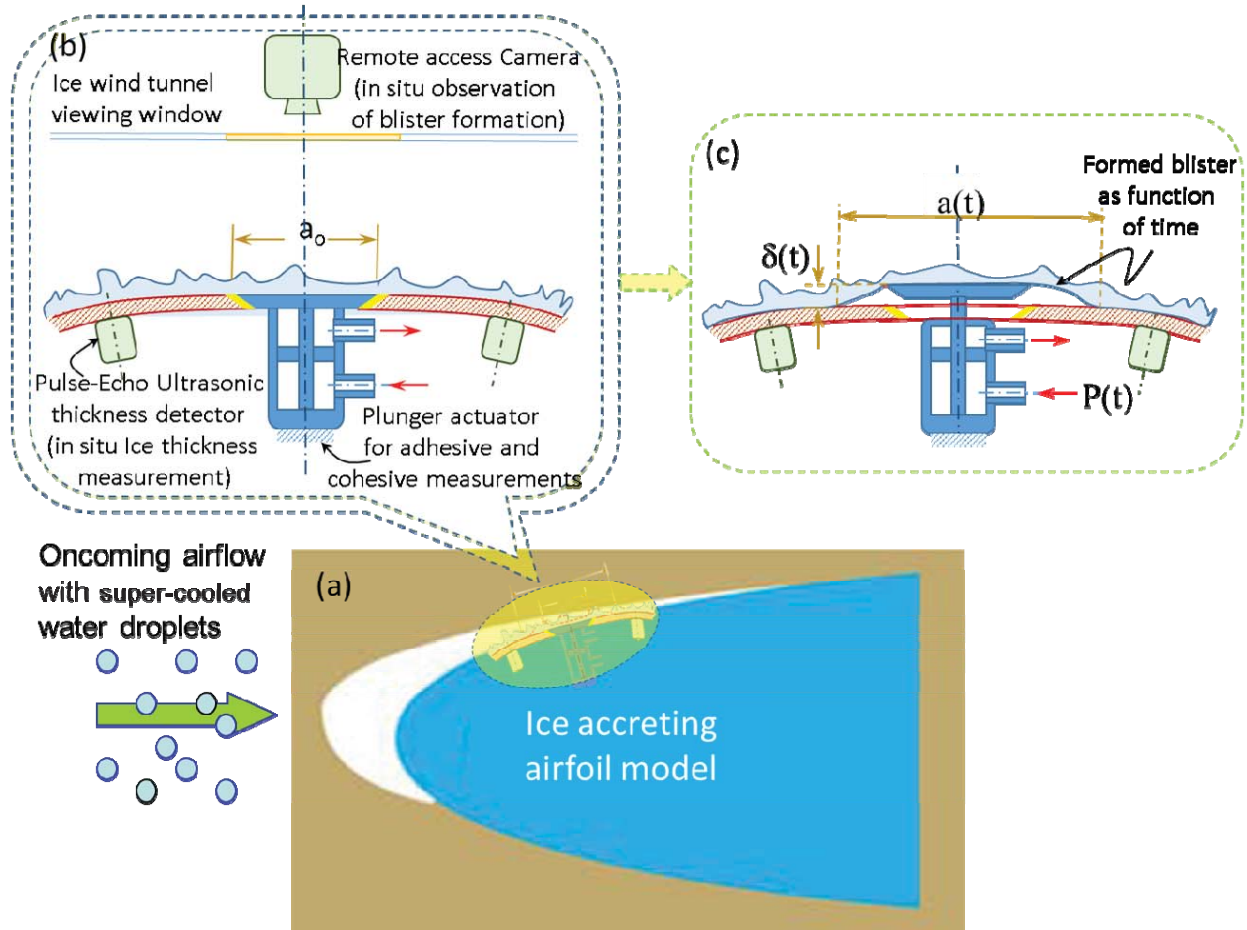 (b)
Ice wind tunnel
viewing window
Remote access Camera
(in situ observation
of blister formation)
aₒ
Pulse-Echo Ultrasonic
thickness detector
(in situ Ice thickness
measurement)
Plunger actuator
for adhesive and
cohesive measurements
(c)
Formed blister
as function
of time
a(t)
δ(t)
P(t)
Oncoming airflow
with super-cooled
water droplets
(a)
Ice accreting
airfoil model